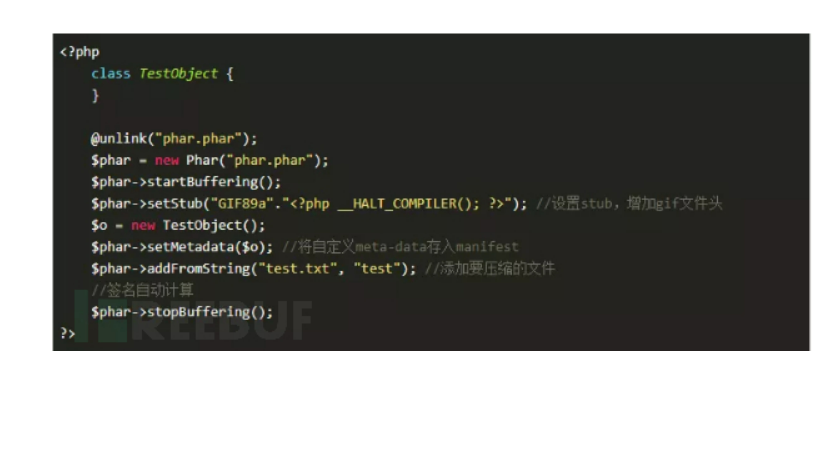 <?php
class TestObject {
}
@unlink("phar.phar");
$phar = new Phar("phar.phar");
$phar->startBuffering();
$phar->setStub("GIF89a"."<?php __HALT_COMPILER(); ?>"); //设置stub，增加gif文件头
$o = new TestObject();
$phar->setMetadata($o); //将自定义meta-data存入manifest
$phar->addFromString("test.txt", "test"); //添加要压缩的文件
//签名自动计算
$phar->stopBuffering();
?>
REEBUF